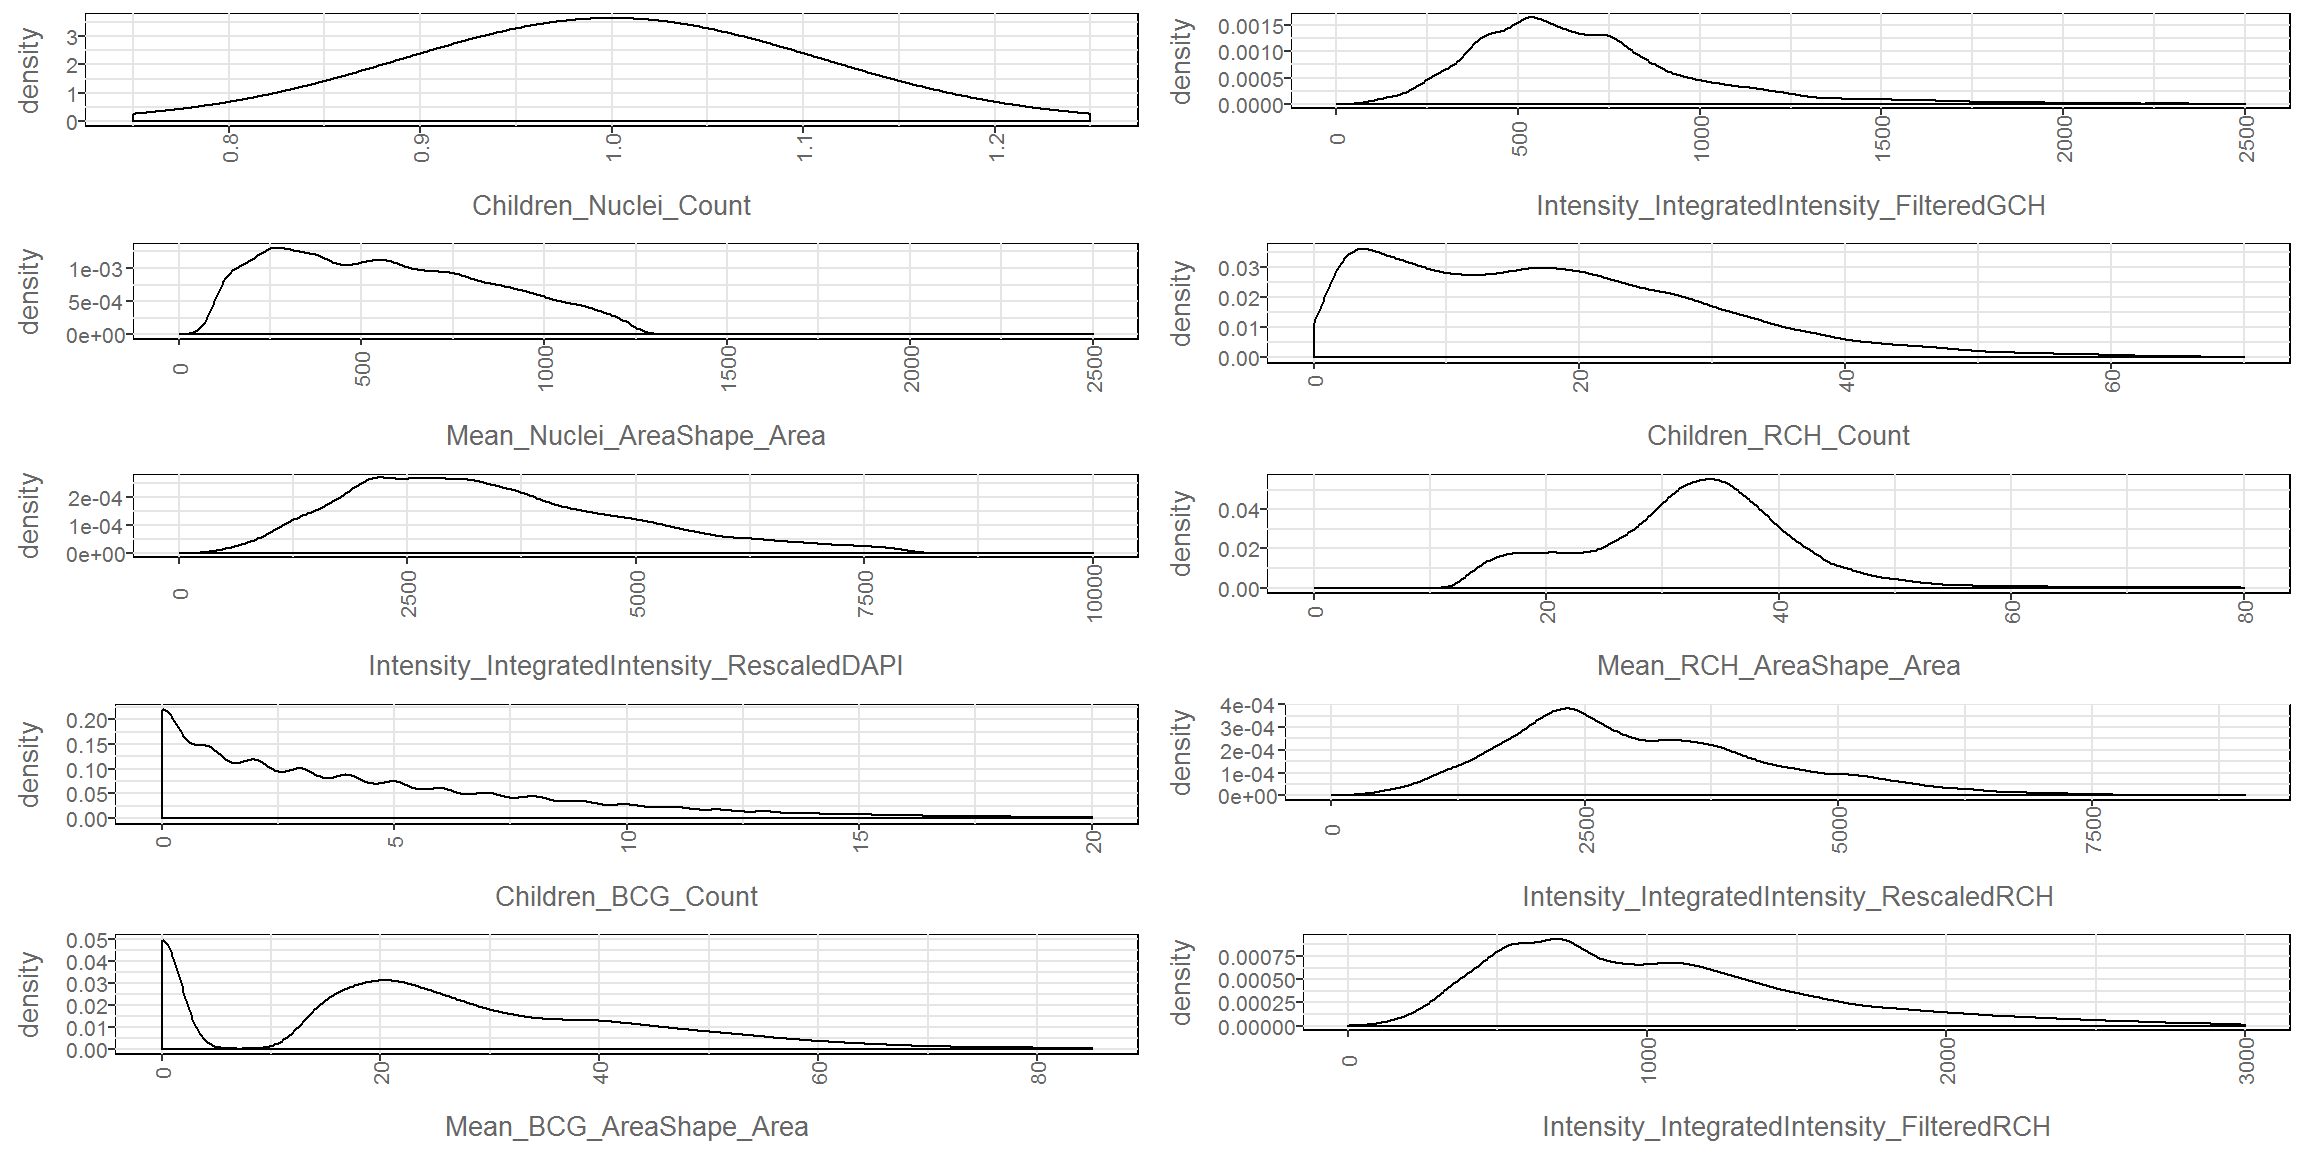 density
3
2
1
0
0.8
0.9
1.0
1.1
1.2
Children_Nuclei_Count
density
0.0015
0.0010
0.0005
0.0000
0
500
1000
1500
2000
2500
Intensity_IntegratedIntensity_FilteredGCH
density
1e-03
5e-04
0e+00
0
500
1000
1500
2000
2500
Mean_Nuclei_AreaShape_Area
density
0.03
0.02
0.01
0.00
0
20
40
60
Children_RCH_Count
density
2e-04
1e-04
0e+00
0
2500
5000
7500
10000
Intensity_IntegratedIntensity_RescaledDAPI
density
0.04
0.02
0.00
0
20
40
60
80
Mean_RCH_AreaShape_Area
density
0.20
0.15
0.10
0.05
0.00
0
5
10
15
20
Children_BCG_Count
density
4e-04
3e-04
2e-04
1e-04
0e+00
0
2500
5000
7500
Intensity_IntegratedIntensity_RescaledRCH
density
0.05
0.04
0.03
0.02
0.01
0.00
0
20
40
60
80
Mean_BCG_AreaShape_Area
density
0.00075
0.00050
0.00025
0.00000
0
1000
2000
3000
Intensity_IntegratedIntensity_FilteredRCH